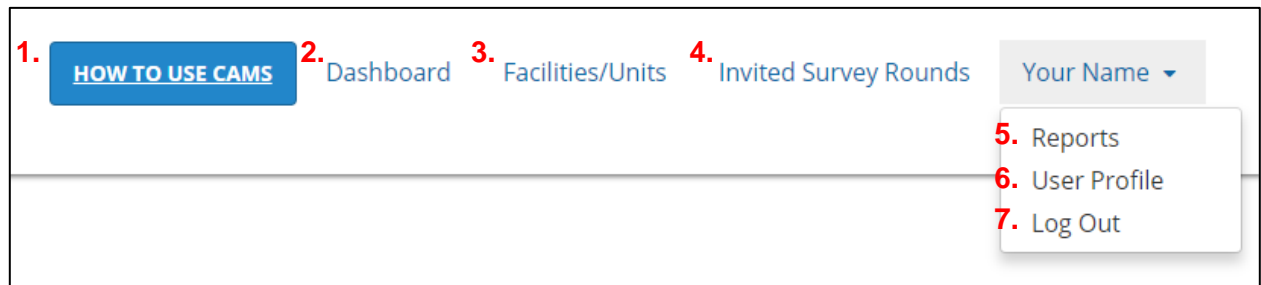 1. HOW TO USE CAMS 2. Dashboard 3. Facilities/Units 4. Invited Survey Rounds Your Name
5. Reports
6. User Profile
7. Log Out